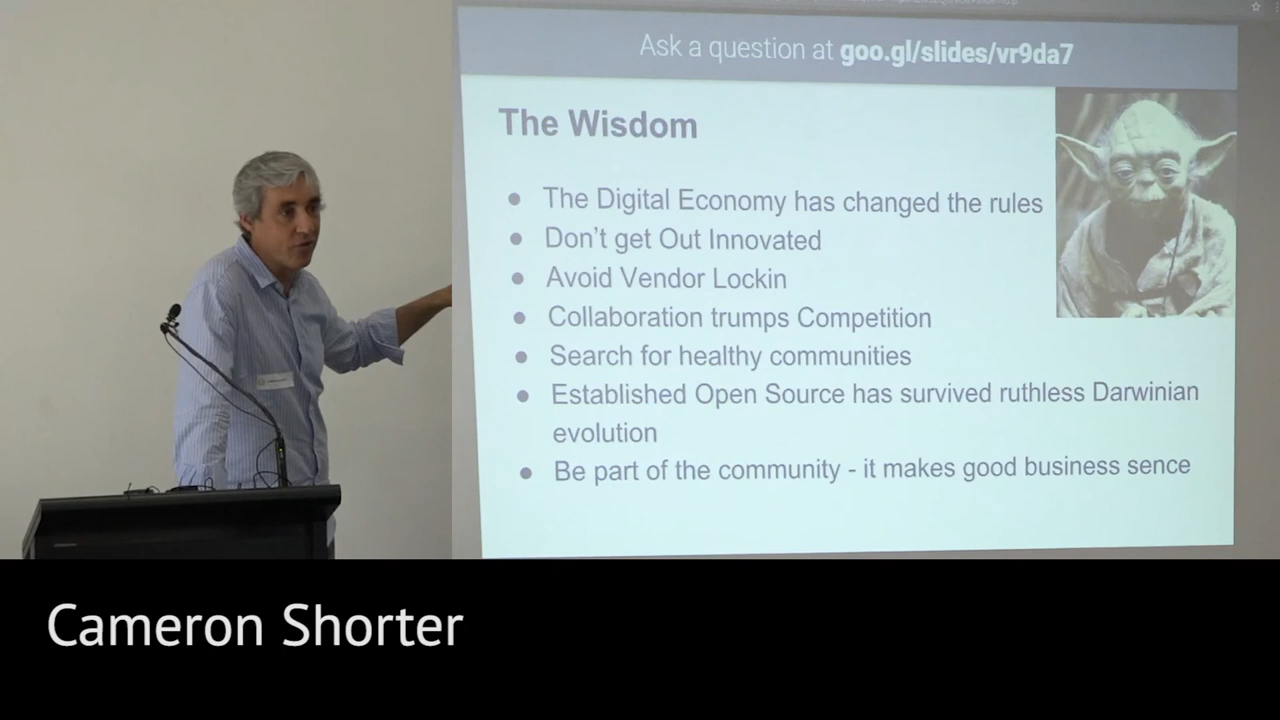 Ask a question at goo.gl/slides/vr9da7
The Wisdom
● The Digital Economy has changed the rules
● Don't get Out Innovated
● Avoid Vendor Lockin
● Collaboration trumps Competition
● Search for healthy communities
● Established Open Source has survived ruthless Darwinian
evolution
● Be part of the community - it makes good business sence
Cameron Shorter